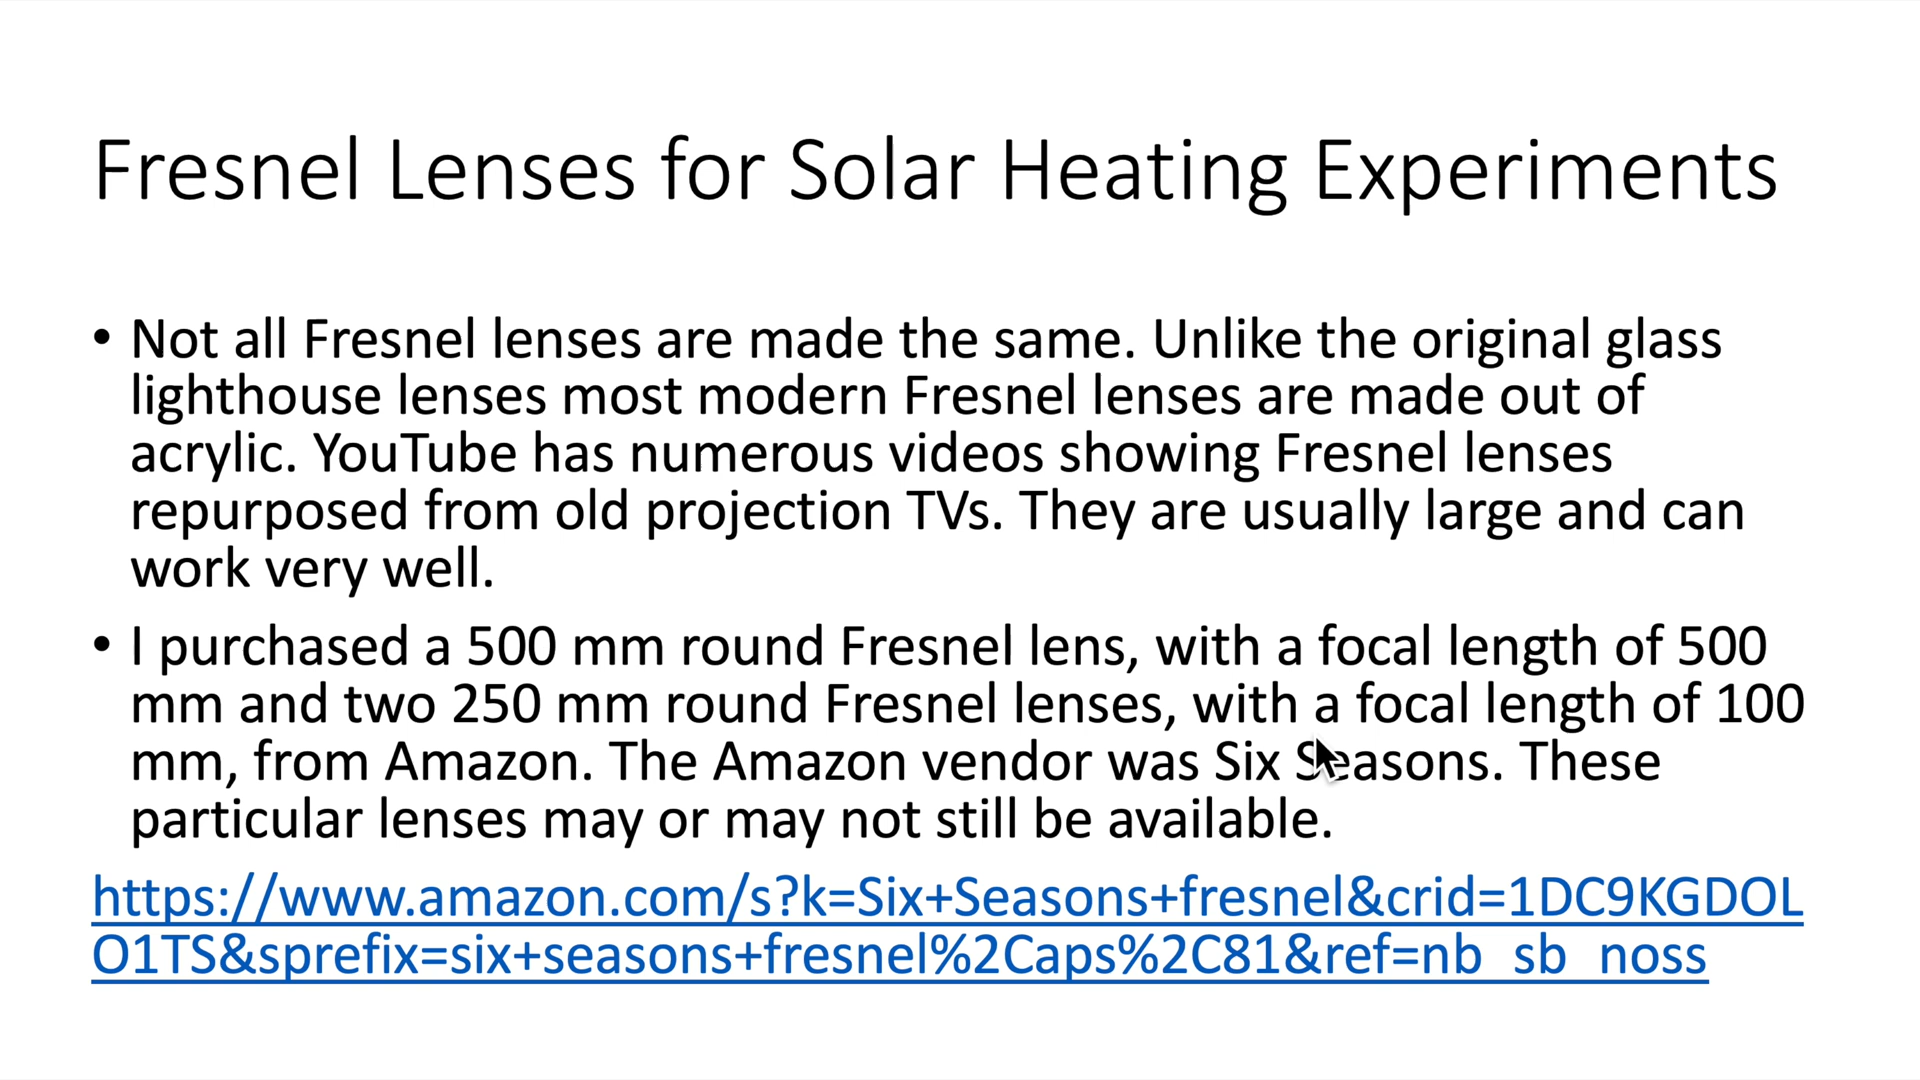 Fresnel Lenses for Solar Heating Experiments
• Not all Fresnel lenses are made the same. Unlike the original glass
lighthouse lenses most modern Fresnel lenses are made out of
acrylic. YouTube has numerous videos showing Fresnel lenses
repurposed from old projection TVs. They are usually large and can
work very well.
• I purchased a 500 mm round Fresnel lens, with a focal length of 500
mm and two 250 mm round Fresnel lenses, with a focal length of 100
mm, from Amazon. The Amazon vendor was Six Seasons. These
particular lenses may or may not still be available.
https://www.amazon.com/s?k=Six+Seasons+fresnel&crid=1DC9KGDOL
O1TS&sprefix=six+seasons+fresnel%2Caps%2C81&ref=nb_sb_noss